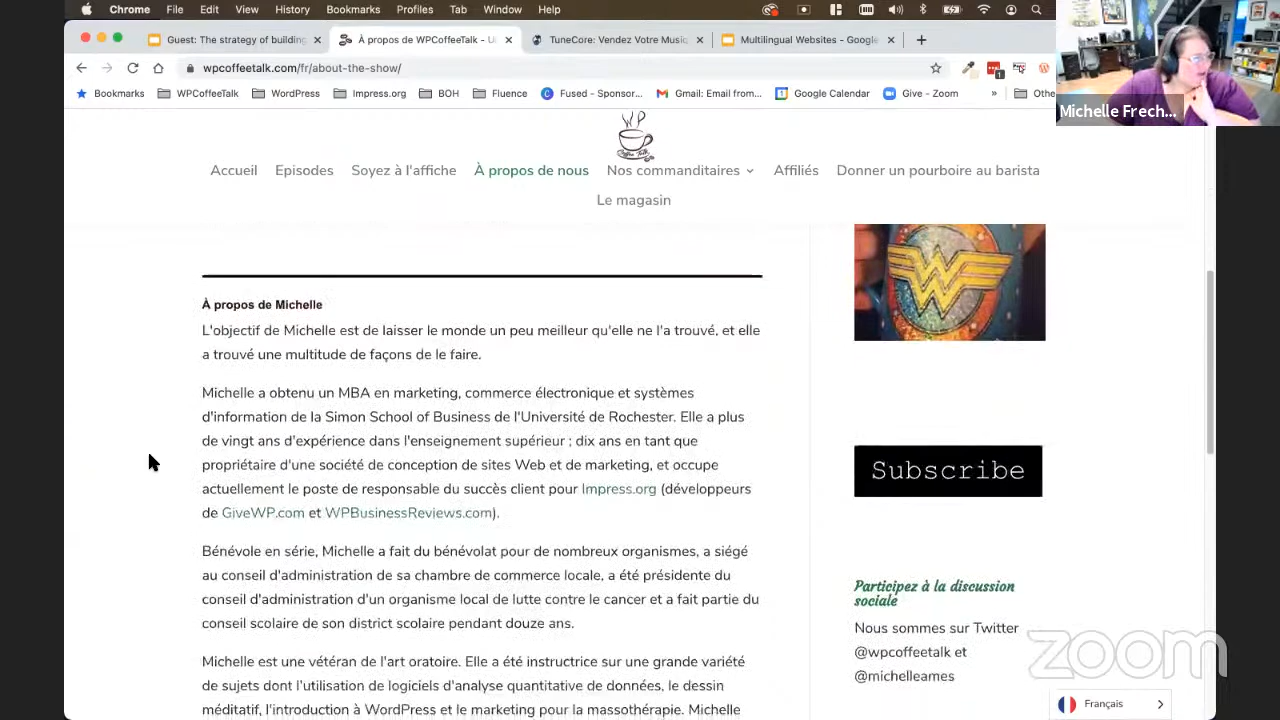 Chrome File Edit View History Bookmarks Profiles Tab Window Help
Guest: The strategy of building
À propos de WPCoffeeTalk - Un
Store: Vendez Votre Musiq
Multilingual Websites - Google
wpcoffeetalk.com/fr/about-the-show/
Bookmarks WPCoffeeTalk WordPress Impress.org BOH Fluence Fused - Sponsor... Gmail: Email from... Google Calendar Give - Zoom » Othe
Michelle Frech...
WP
Coffee Talk
Accueil Episodes Soyez à l'affiche À propos de nous Nos commanditaires Affiliés Donner un pourboire au barista
Le magasin
À propos de Michelle
L'objectif de Michelle est de laisser le monde un peu meilleur qu'elle ne l'a trouvé, et elle
a trouvé une multitude de façons de le faire.
Michelle a obtenu un MBA en marketing, commerce électronique et systèmes
d'information de la Simon School of Business de l'Université de Rochester. Elle a plus
de vingt ans d'expérience dans l'enseignement supérieur ; dix ans en tant que
propriétaire d'une société de conception de sites Web et de marketing, et occupe
actuellement le poste de responsable du succès client pour Impress.org (développeurs
de GiveWP.com et WPBusinessReviews.com).
Bénévole en série, Michelle a fait du bénévolat pour de nombreux organismes, a siégé
au conseil d'administration de sa chambre de commerce locale, a été présidente du
conseil d'administration d'un organisme local de lutte contre le cancer et a fait partie du
conseil scolaire de son district scolaire pendant douze ans.
Michelle est une vétéran de l'art oratoire. Elle a été instructrice sur une grande variété
de sujets dont l'utilisation de logiciels d'analyse quantitative de données, le dessin
méditatif, l'introduction à WordPress et le marketing pour la massothérapie. Michelle
Subscribe
Participez à la discussion
sociale
Nous sommes sur Twitter
@wpcoffeetalk et
@michelleames
zoom
Français